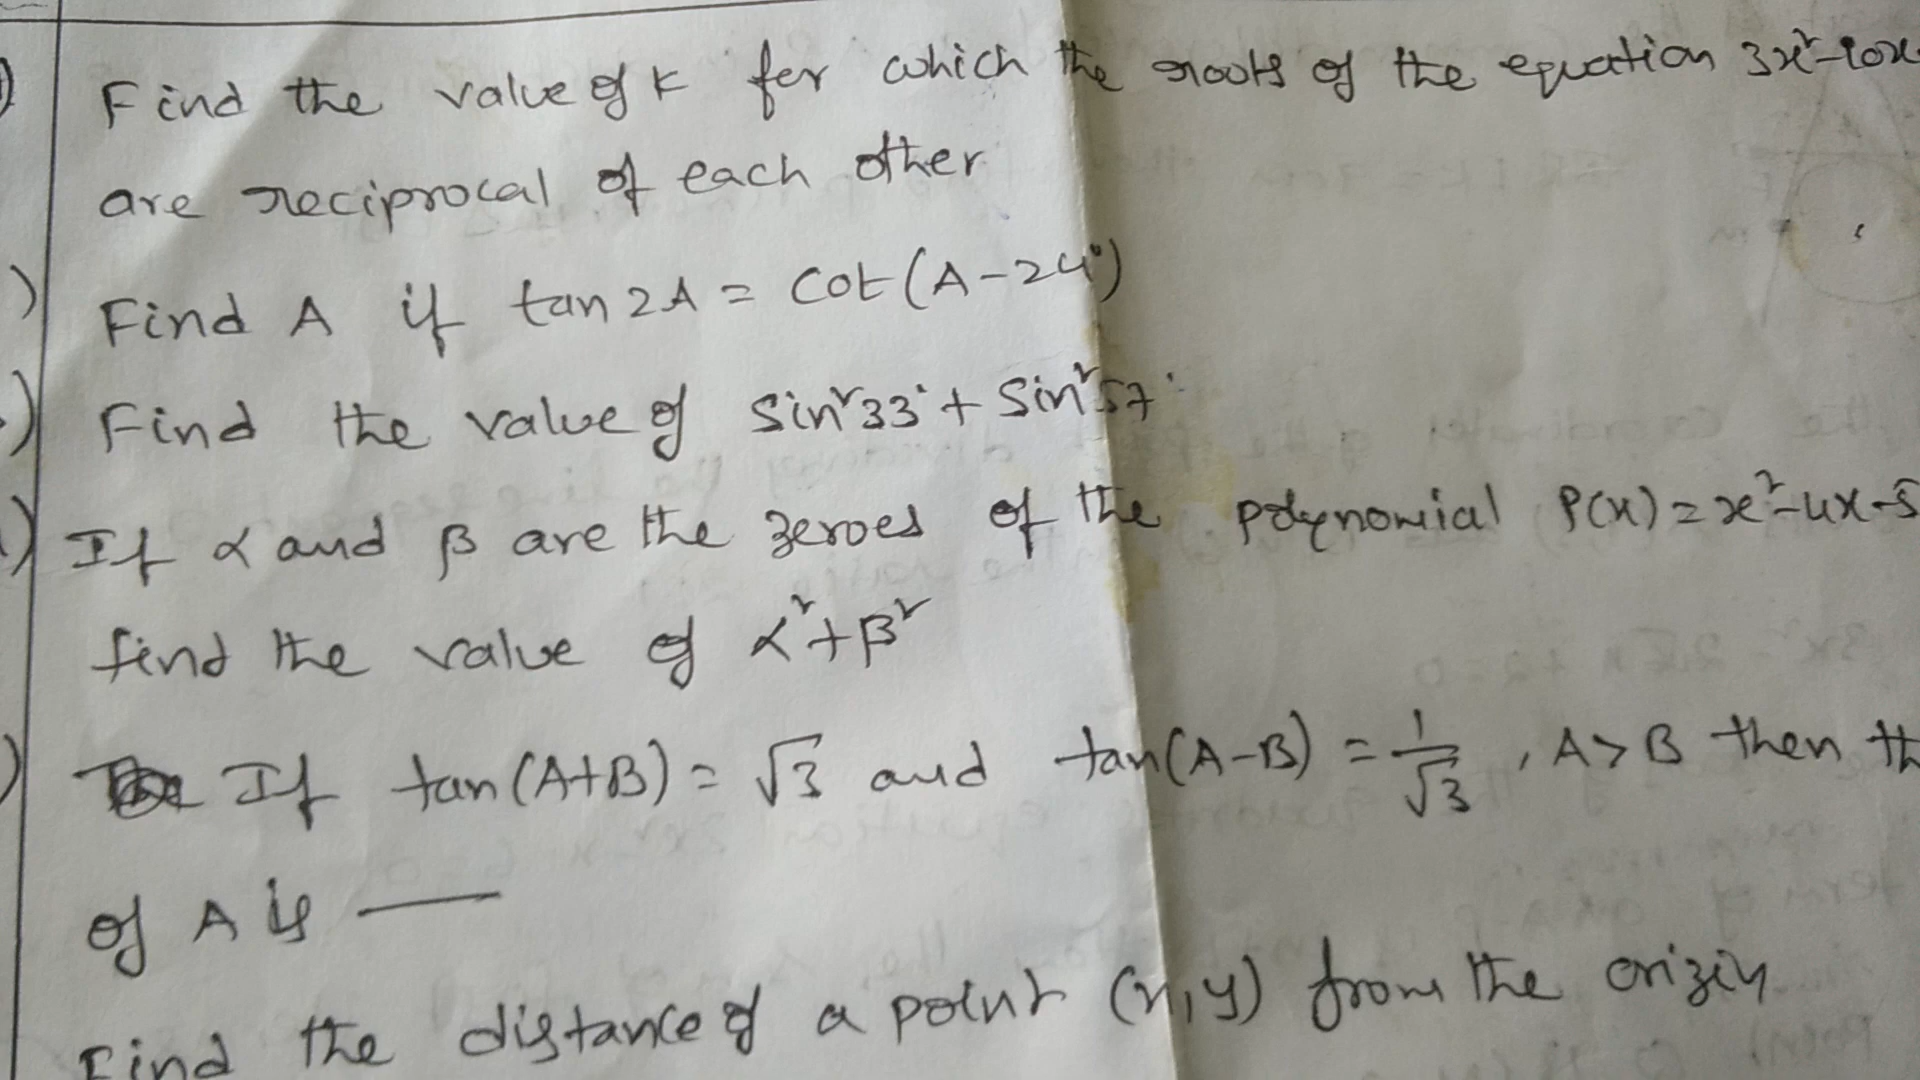 Find the value of K for which the roots of the equation 3x²-10x
are reciprocal of each other
Find A if tan 2A = cot (A-24°)
Find the value of Sin²33° + Sin²57°
If α and β are the zeroes of the polynomial P(x) = x²-4x-5
find the value of α²+β²
If tan (A+B) = √3 and tan(A-B) = 1/√3, A>B then th
of A is —
Find the distance of a point (x,y) from the orizin